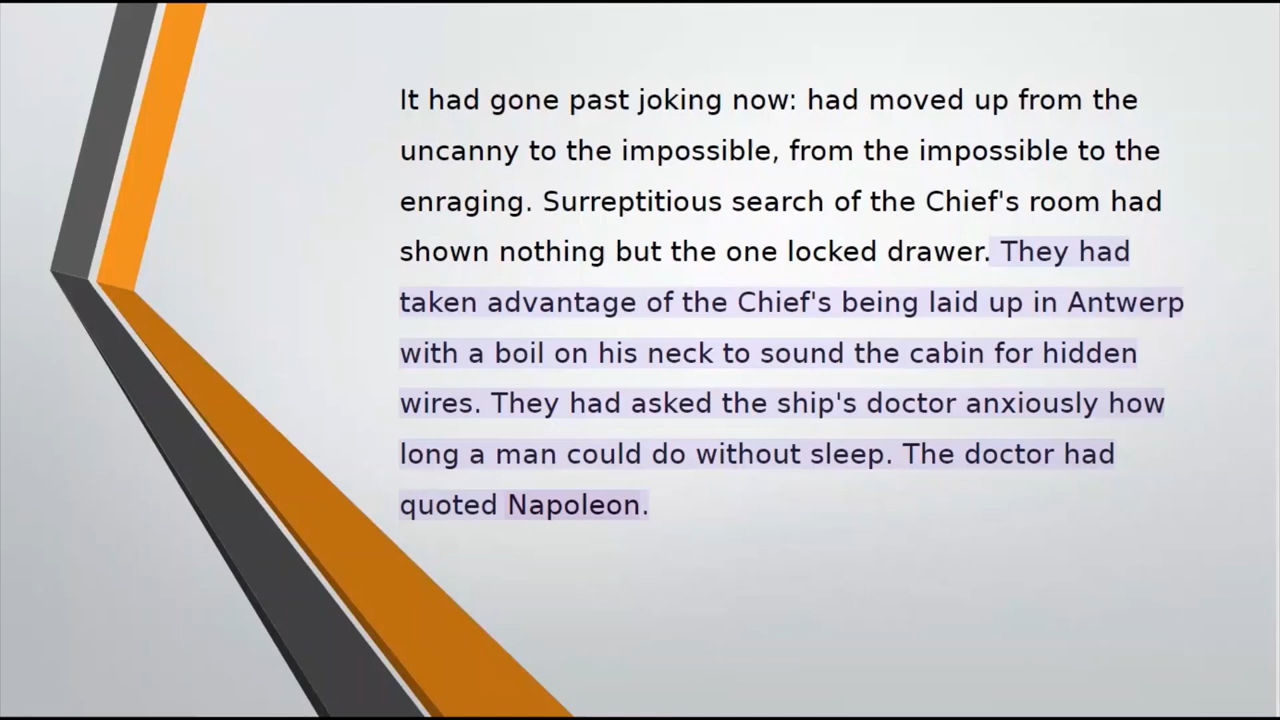 It had gone past joking now: had moved up from the
uncanny to the impossible, from the impossible to the
enraging. Surreptitious search of the Chief's room had
shown nothing but the one locked drawer. They had
taken advantage of the Chief's being laid up in Antwerp
with a boil on his neck to sound the cabin for hidden
wires. They had asked the ship's doctor anxiously how
long a man could do without sleep. The doctor had
quoted Napoleon.